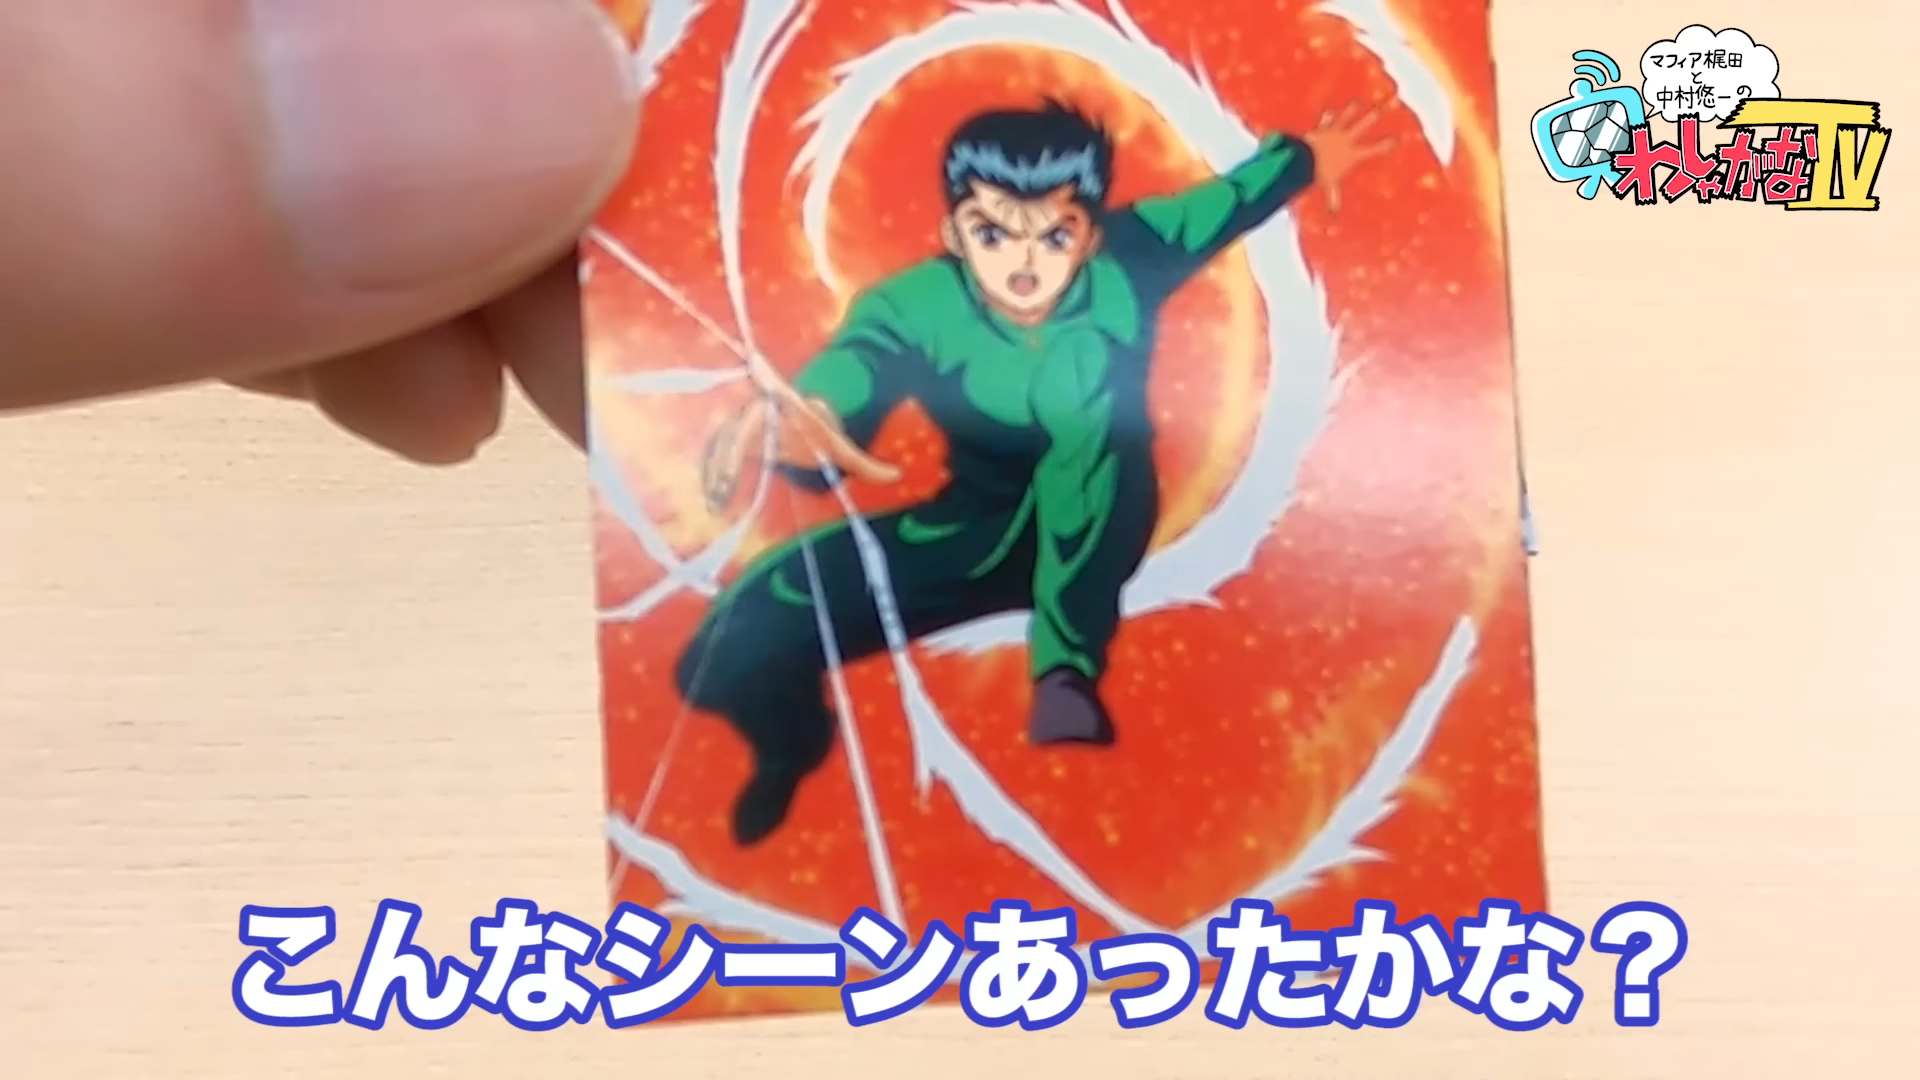 マフィア梶田
と
中村悠一の
わしゃがなTV
こんなシーンあったかな?